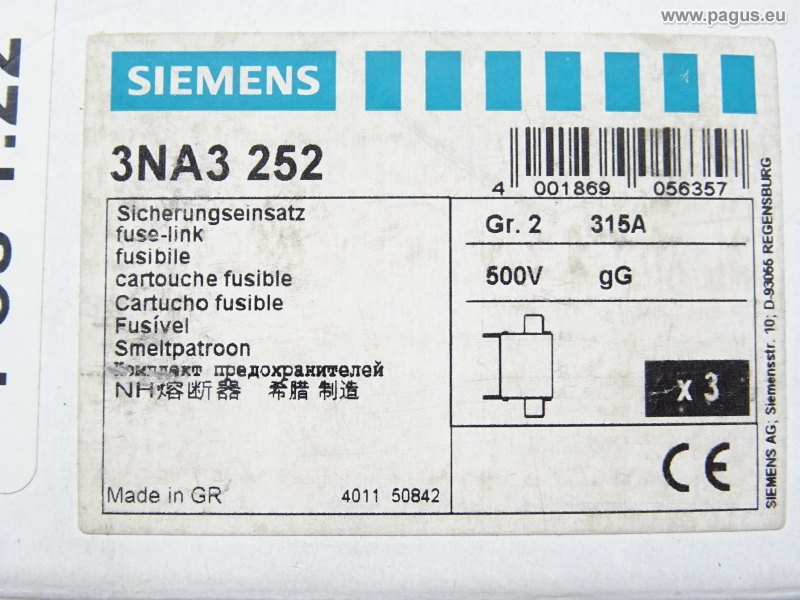 www.pagus.eu
SIEMENS
3NA3 252
4 001869 056357
Sicherungseinsatz
fuse-link
fusibile
cartouche fusible
Cartucho fusible
Fusível
Smeltpatroon
Комплект предохранителей
NH熔断器 希腊 制造
Gr. 2 315A
500V gG
x 3
CE
Made in GR
4011 50842
SIEMENS AG; Siemensstr. 10; D-93066 REGENSBURG